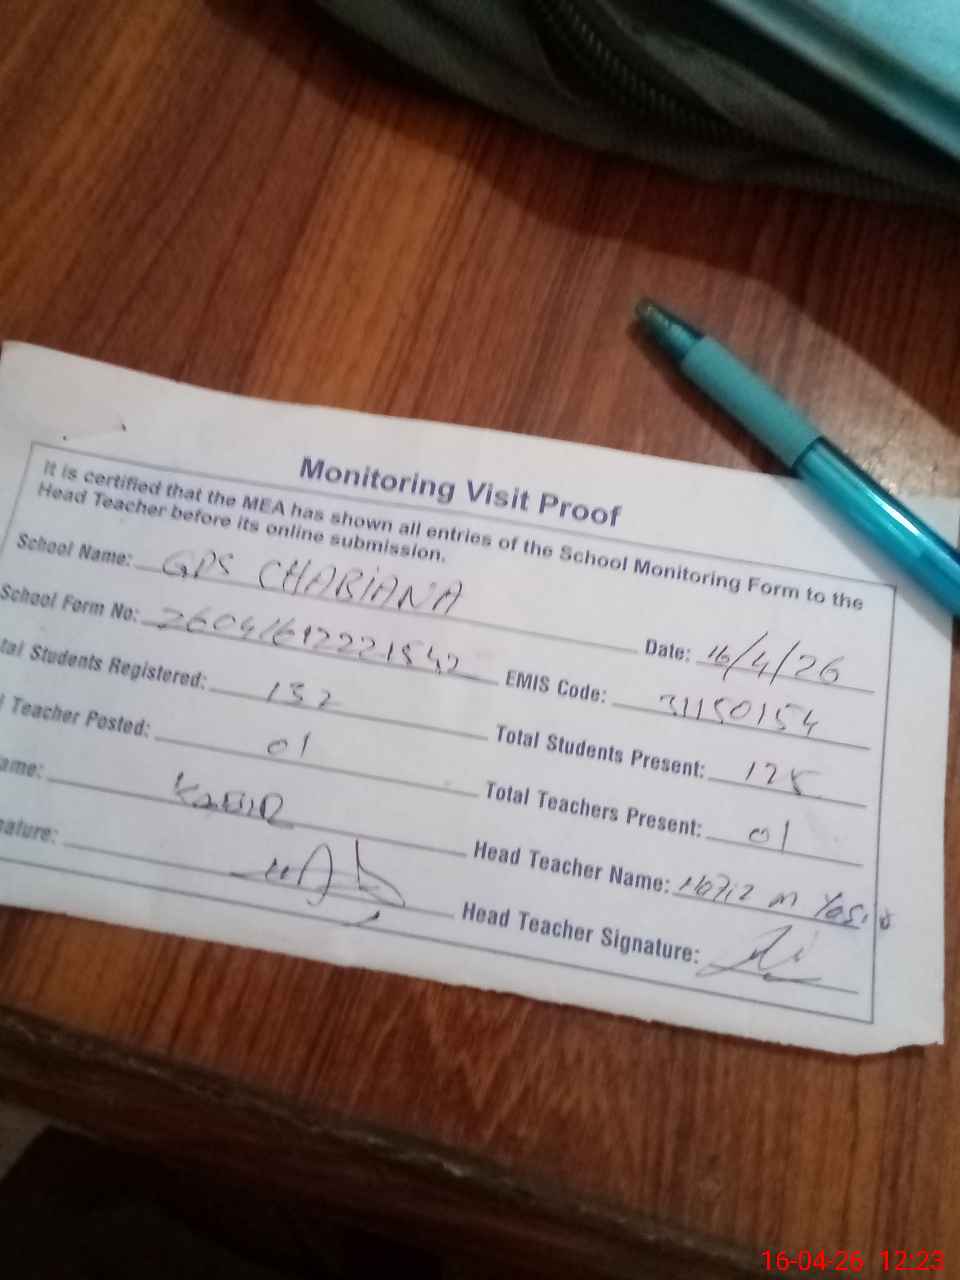 Monitoring Visit Proof
It is certified that the MEA has shown all entries of the School Monitoring Form to the
Head Teacher before its online submission.
School Name: GPS CHARIANA
Date: 16/4/26
School Form No:
EMIS Code: 31150154
tal Students Registered: 132
Total Students Present: 125
l Teacher Posted: 01
Total Teachers Present: 01
ame:
Head Teacher Name: Hafiz M
nature:
Head Teacher Signature:
16-04-26 12:23